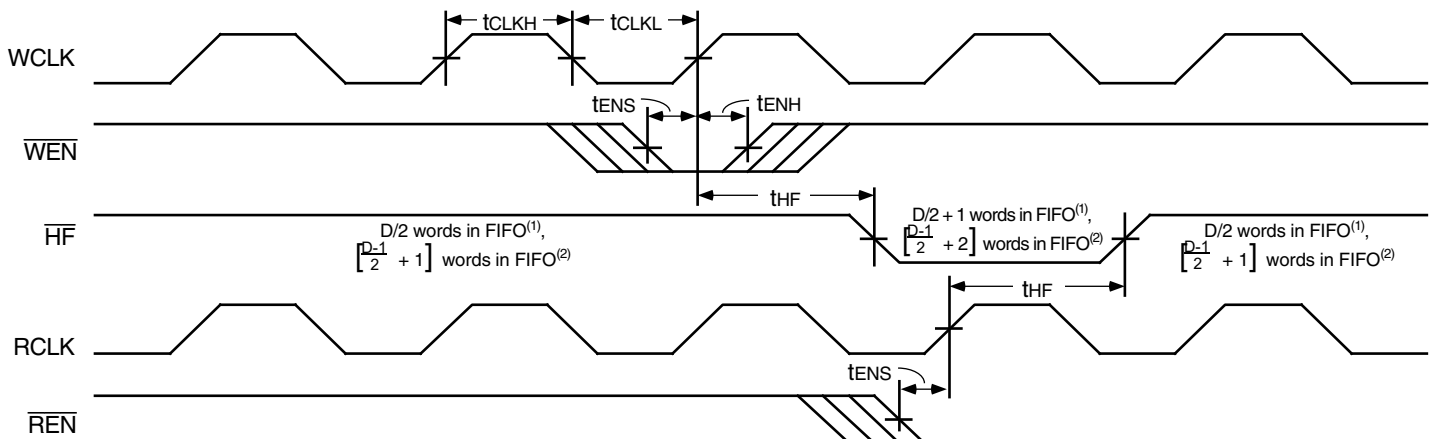 tCLKH tCLKL
WCLK
tENS tENH
WEN
tHF
HF
D/2 words in FIFO(1),
[D-1/2 + 1] words in FIFO(2)
D/2 + 1 words in FIFO(1),
[D-1/2 + 2] words in FIFO(2)
D/2 words in FIFO(1),
[D-1/2 + 1] words in FIFO(2)
tHF
RCLK
tENS
REN